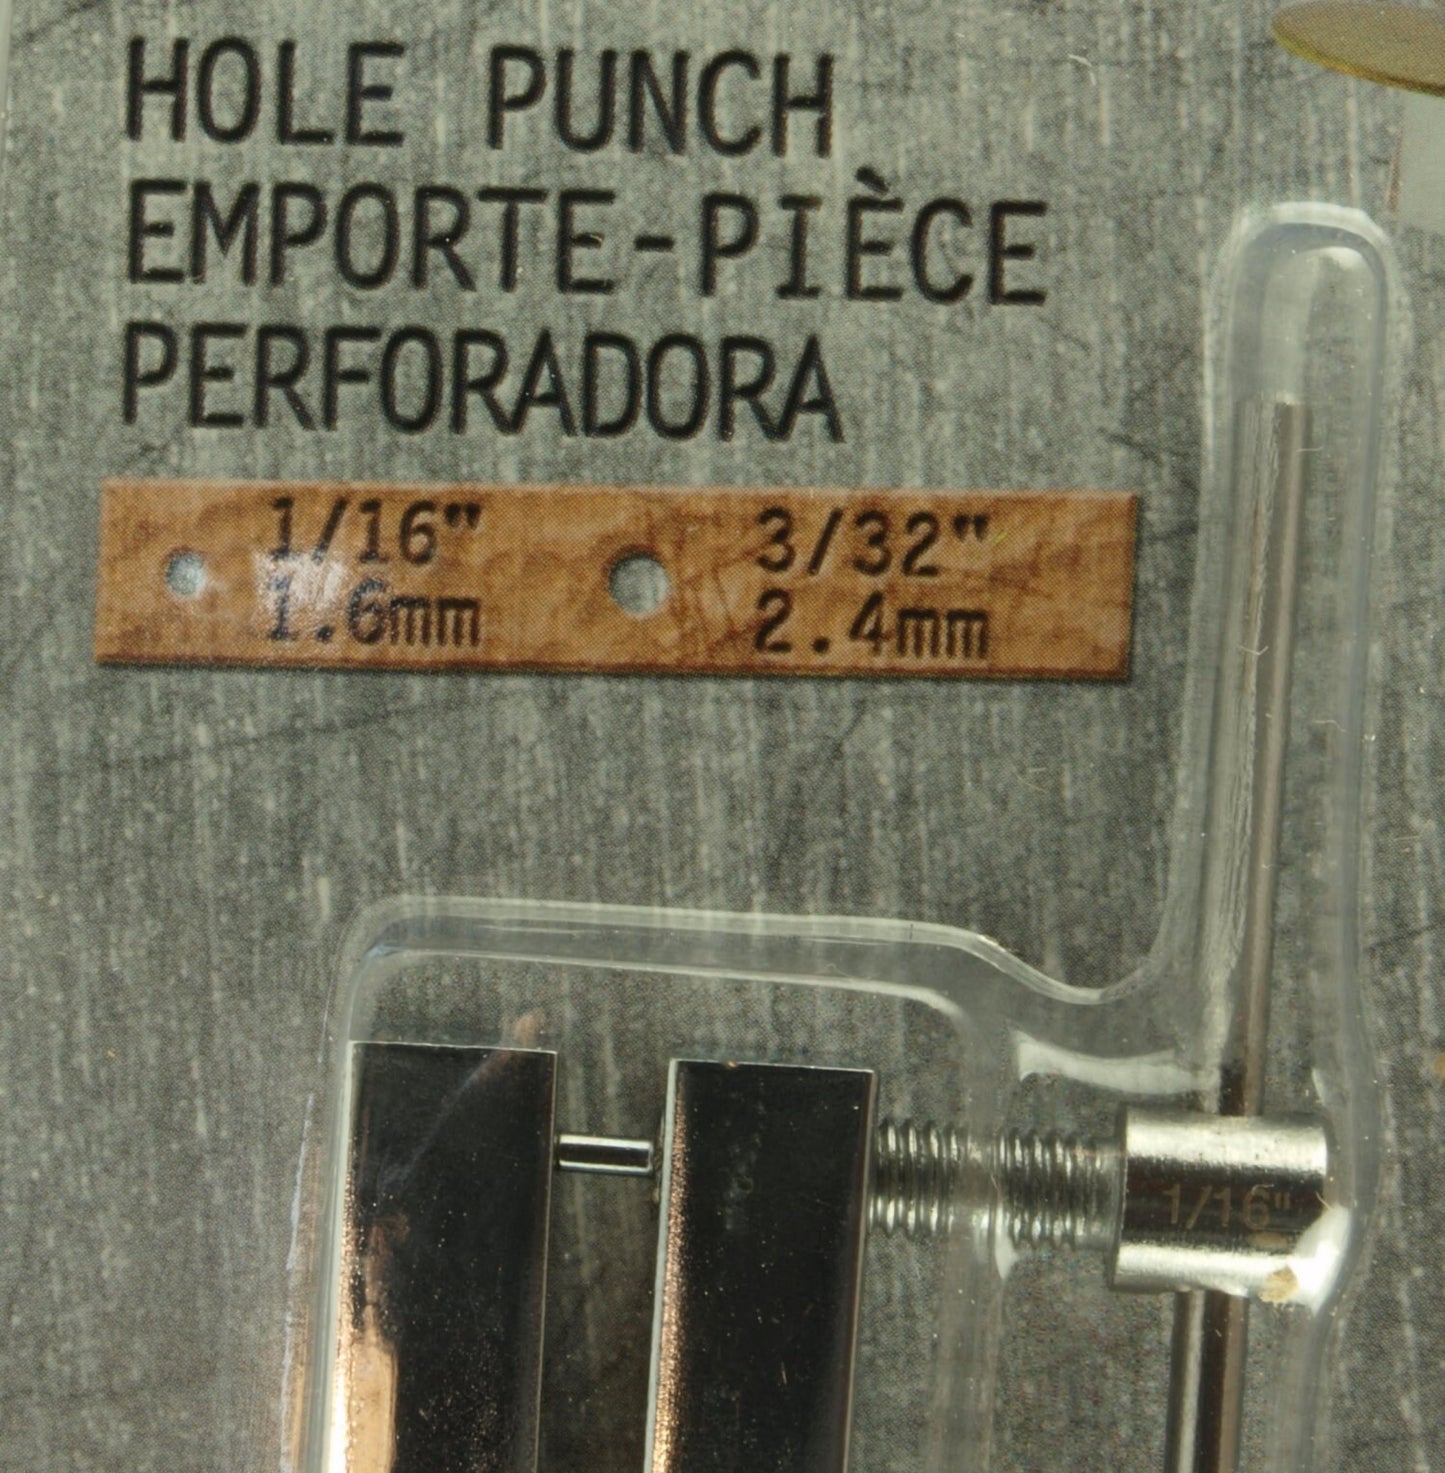 HOLE PUNCH
EMPORTE-PIÈCE
PERFORADORA
1/16" 3/32"
1.6mm 2.4mm
1/16"